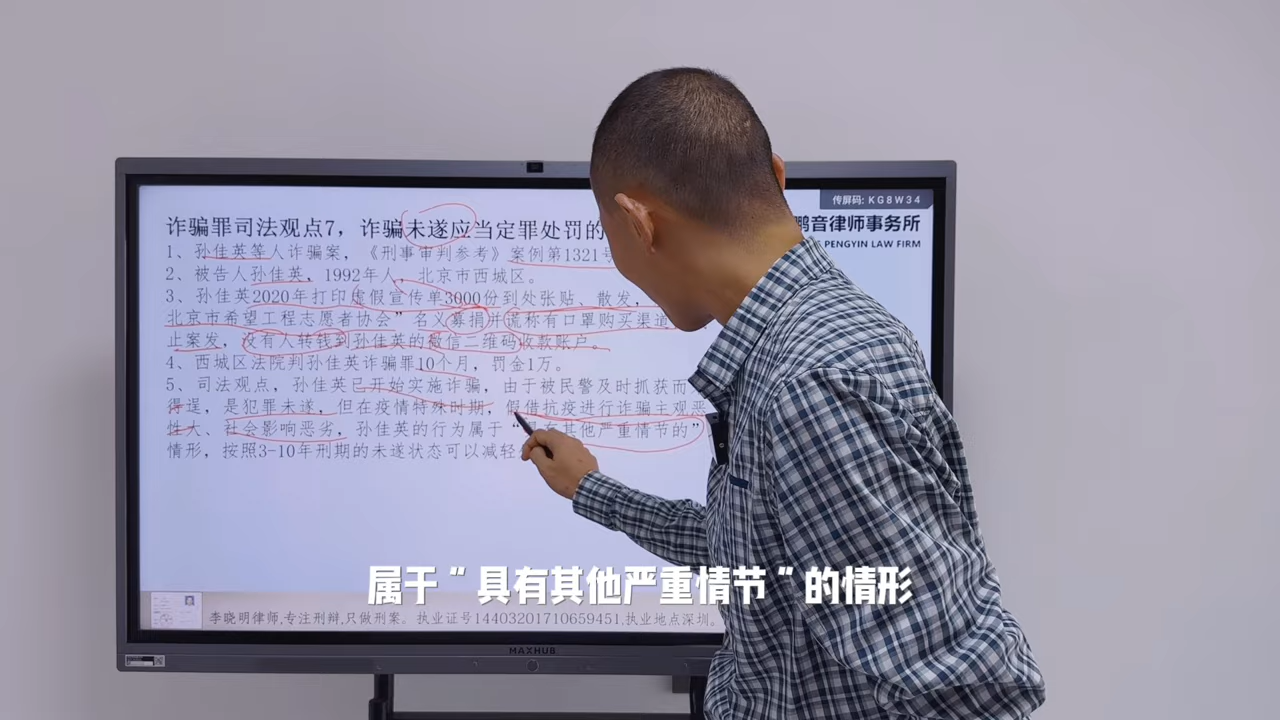 传屏码: KG8W34
鹏音律师事务所
PENGYIN LAW FIRM
诈骗罪司法观点7，诈骗未遂应当定罪处罚的
1、孙佳英等人诈骗案，《刑事审判参考》案例第1321号
2、被告人孙佳英，1992年人，北京市西城区。
3、孙佳英2020年打印虚假宣传单3000份到处张贴、散发，
北京市希望工程志愿者协会”名义募捐并谎称有口罩购买渠道
止案发，没有人转钱到孙佳英的微信二维码收款账户。
4、西城区法院判孙佳英诈骗罪10个月，罚金1万。
5、司法观点，孙佳英已开始实施诈骗，由于被民警及时抓获而
得逞，是犯罪未遂，但在疫情特殊时期，假借抗疫进行诈骗主观恶
性大、社会影响恶劣，孙佳英的行为属于“具有其他严重情节的”
情形，按照3-10年刑期的未遂状态可以减轻
属于“具有其他严重情节”的情形
李晓明律师,专注刑辩,只做刑案。执业证号14403201710659451,执业地点深圳。
MAXHUB